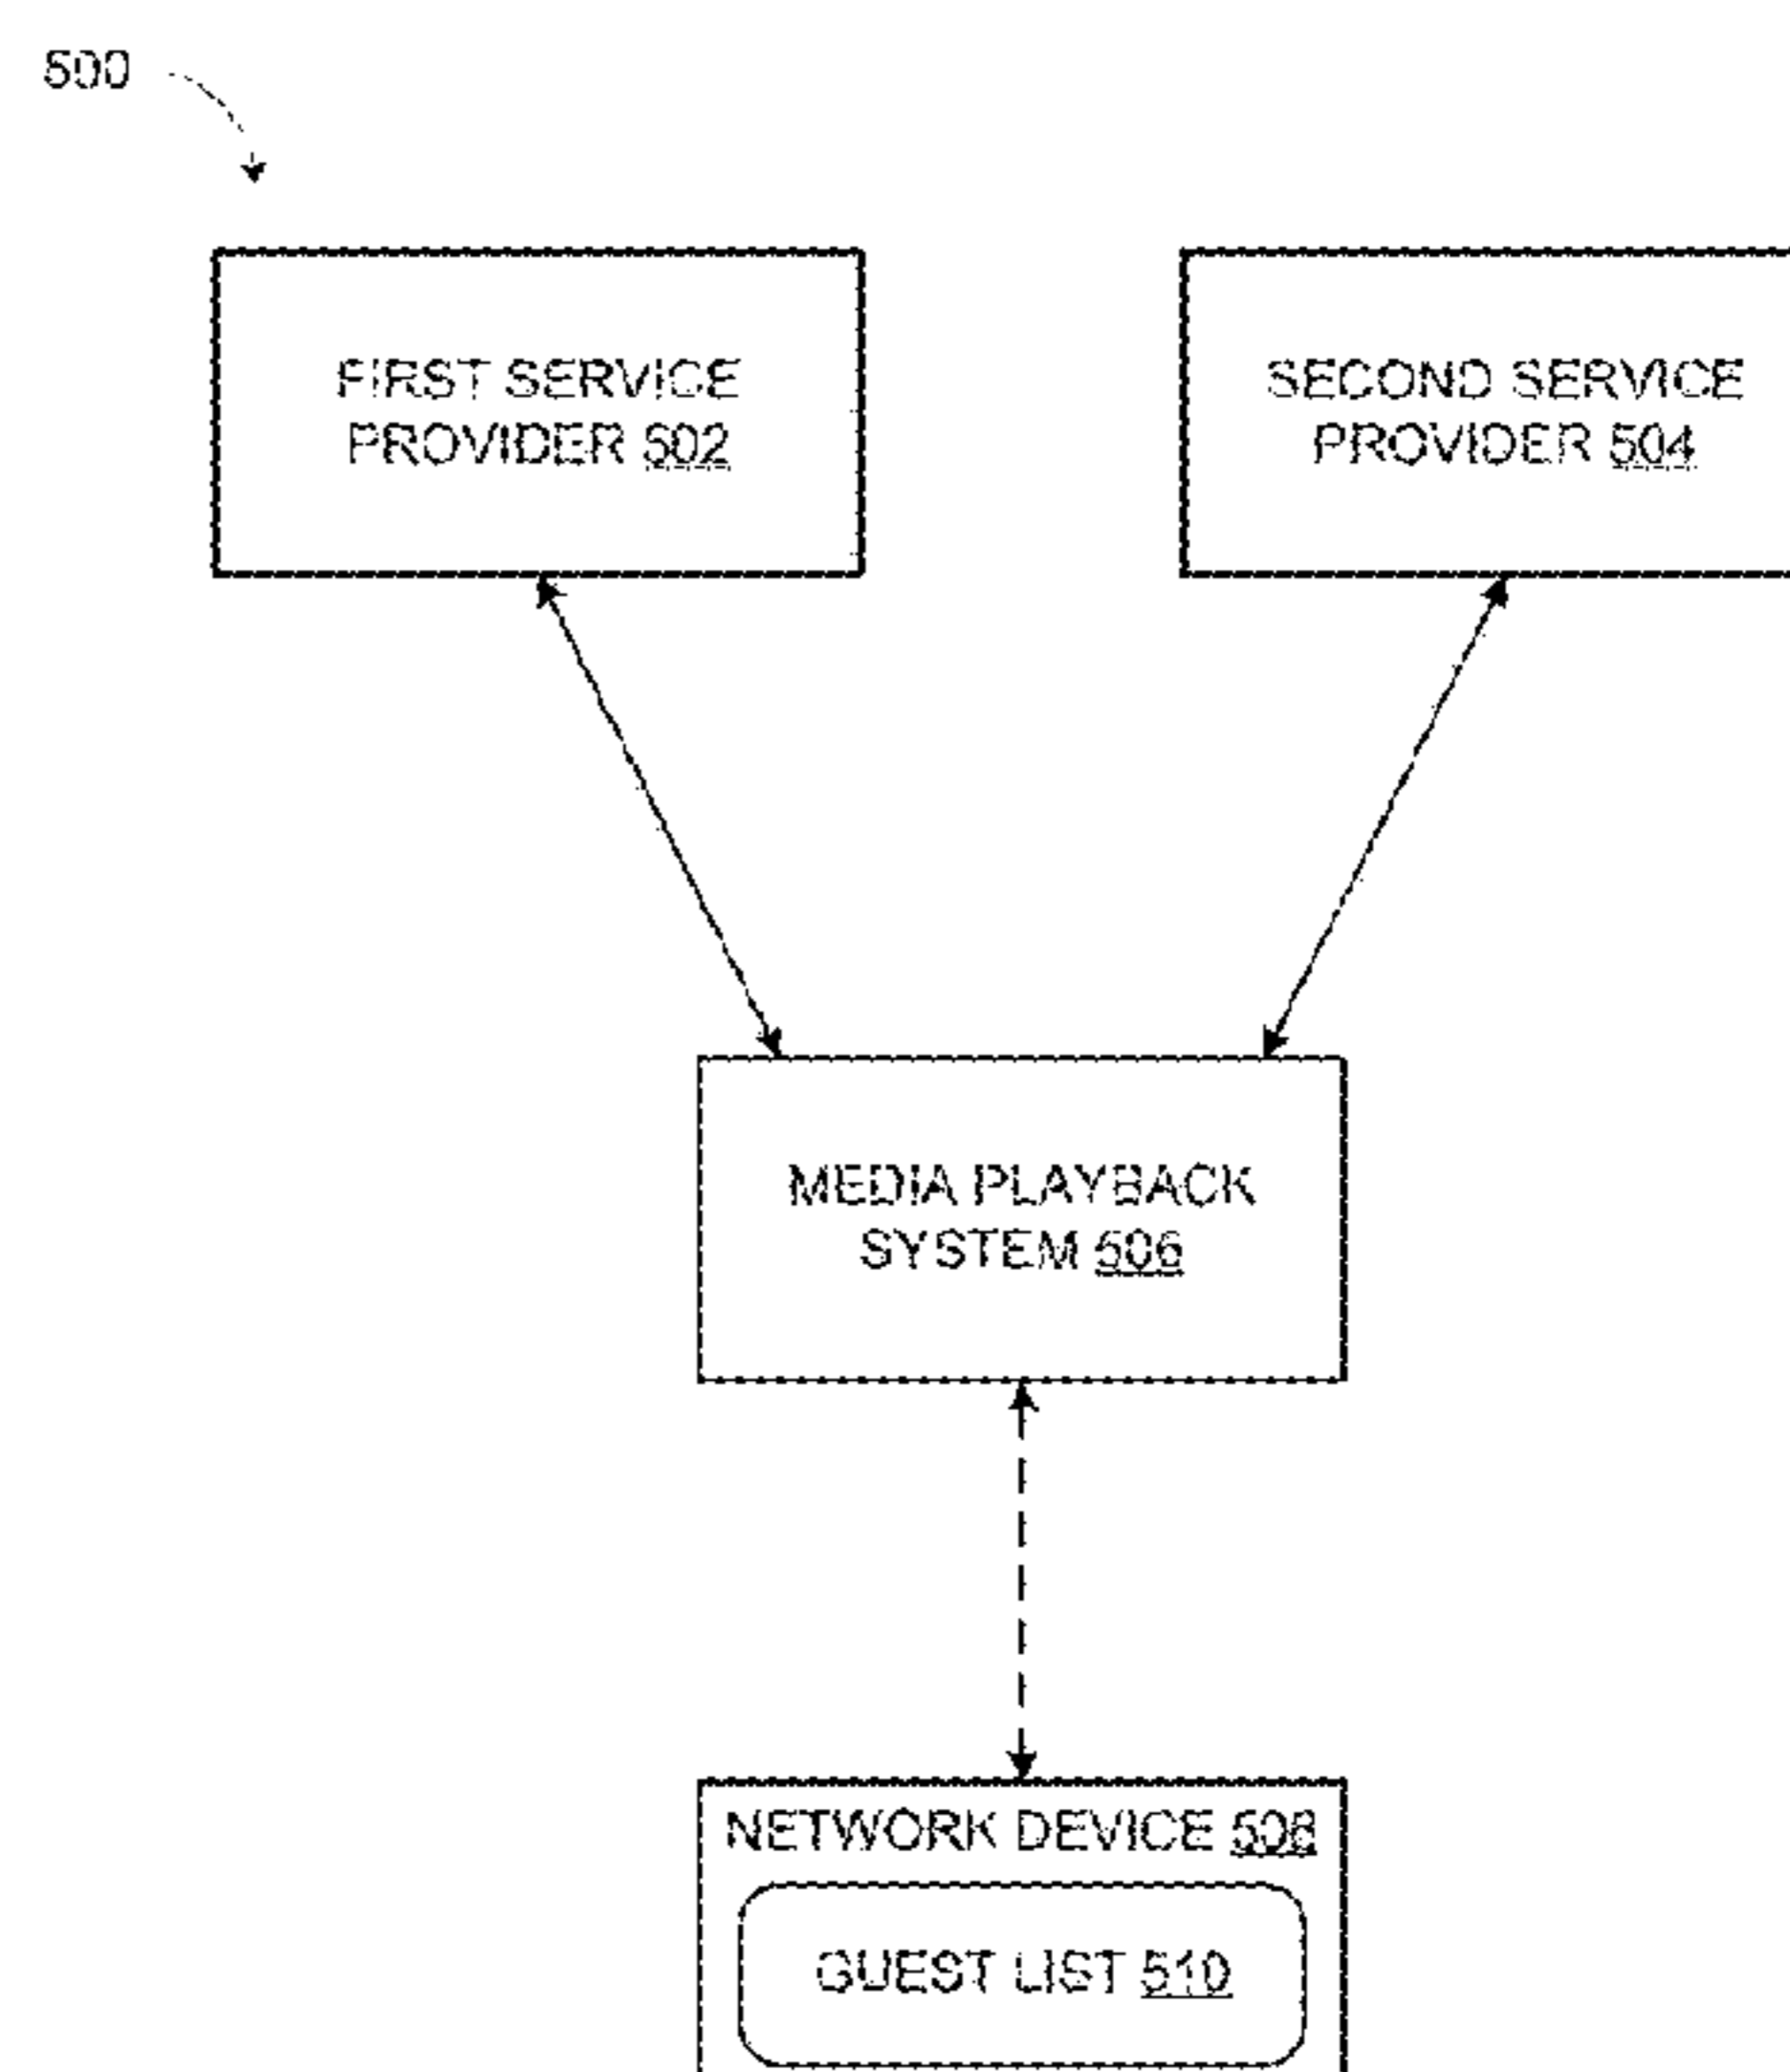 500
FIRST SERVICE
PROVIDER 502
SECOND SERVICE
PROVIDER 504
MEDIA PLAYBACK
SYSTEM 506
NETWORK DEVICE 508
GUEST LIST 510